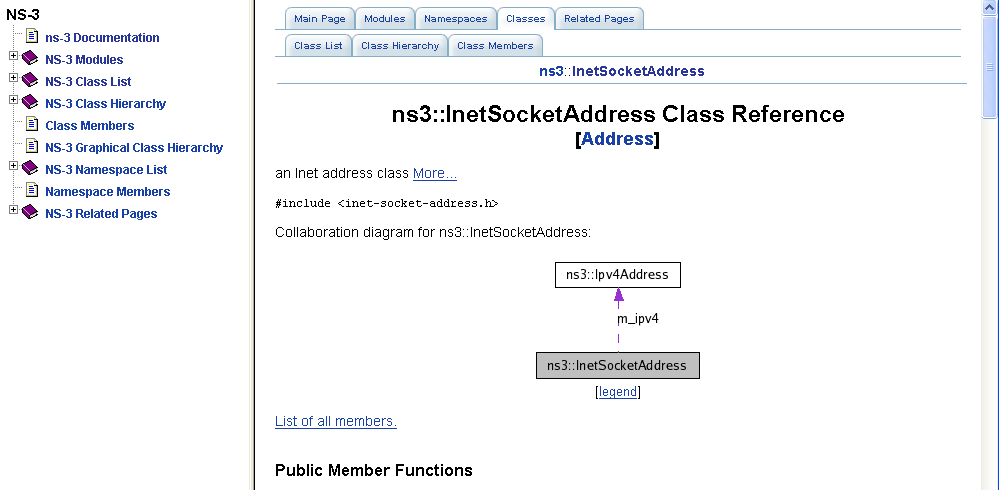 NS-3
ns-3 Documentation
NS-3 Modules
NS-3 Class List
NS-3 Class Hierarchy
Class Members
NS-3 Graphical Class Hierarchy
NS-3 Namespace List
Namespace Members
NS-3 Related Pages
Main Page Modules Namespaces Classes Related Pages
Class List Class Hierarchy Class Members
ns3::InetSocketAddress
ns3::InetSocketAddress Class Reference
[Address]
an Inet address class More...
#include <inet-socket-address.h>
Collaboration diagram for ns3::InetSocketAddress:
ns3::Ipv4Address
m_ipv4
ns3::InetSocketAddress
[legend]
List of all members.
Public Member Functions